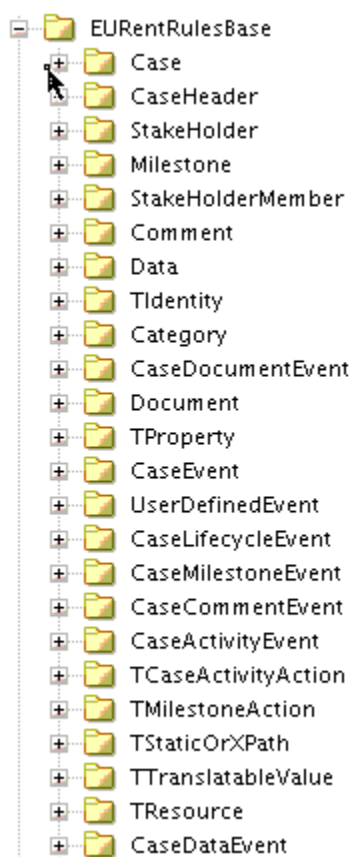 EURentRulesBase
Case
CaseHeader
StakeHolder
Milestone
StakeHolderMember
Comment
Data
TIdentity
Category
CaseDocumentEvent
Document
TProperty
CaseEvent
UserDefinedEvent
CaseLifecycleEvent
CaseMilestoneEvent
CaseCommentEvent
CaseActivityEvent
TCaseActivityAction
TMilestoneAction
TStaticOrXPath
TTranslatableValue
TResource
CaseDataEvent